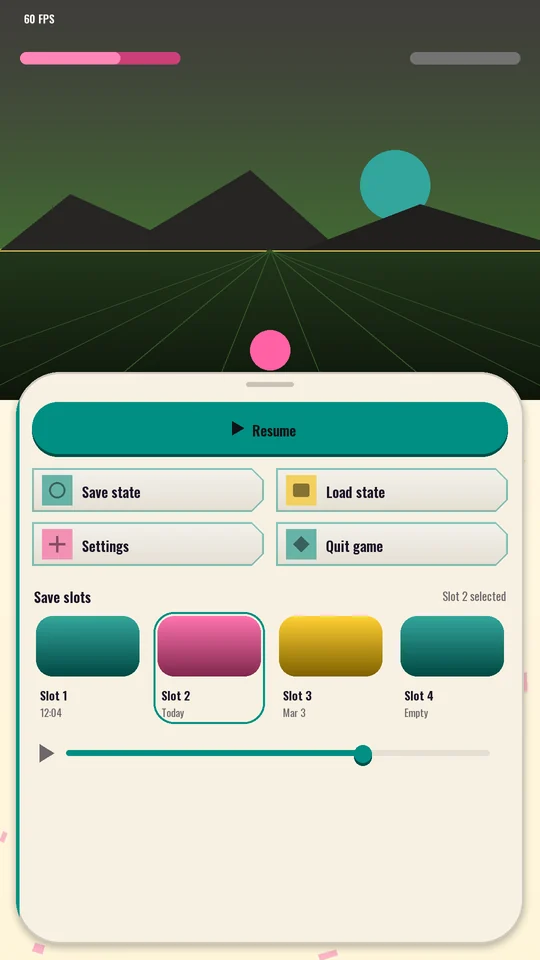 60 FPS
Resume
Save state
Load state
Settings
Quit game
Save slots
Slot 2 selected
Slot 1
12:04
Slot 2
Today
Slot 3
Mar 3
Slot 4
Empty